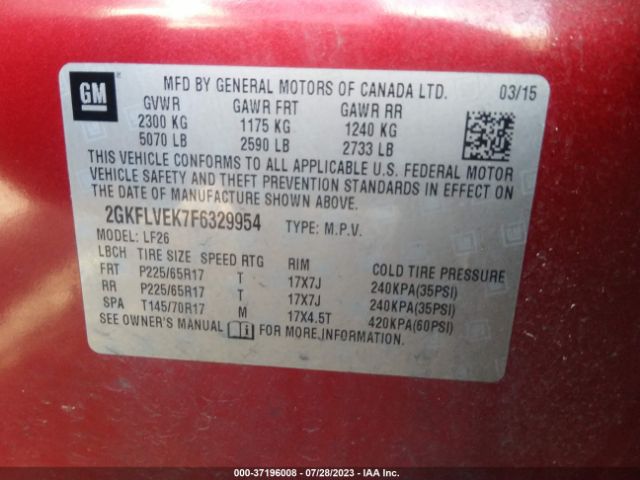 GM
MFD BY GENERAL MOTORS OF CANADA LTD. 03/15
GVWR GAWR FRT GAWR RR
2300 KG 1175 KG 1240 KG
5070 LB 2590 LB 2733 LB
THIS VEHICLE CONFORMS TO ALL APPLICABLE U.S. FEDERAL MOTOR
VEHICLE SAFETY AND THEFT PREVENTION STANDARDS IN EFFECT ON
THE DATE OF MANUFACTURE SHOWN ABOVE.
2GKFLVEK7F6329954 TYPE: M.P.V.
MODEL: LF26
LBCH TIRE SIZE SPEED RTG RIM COLD TIRE PRESSURE
FRT P225/65R17 T 17X7J 240KPA(35PSI)
RR P225/65R17 T 17X7J 240KPA(35PSI)
SPA T145/70R17 M 17X4.5T 420KPA(60PSI)
SEE OWNER'S MANUAL FOR MORE INFORMATION.
000-37196008 / 07/28/2023 - IAA Inc.